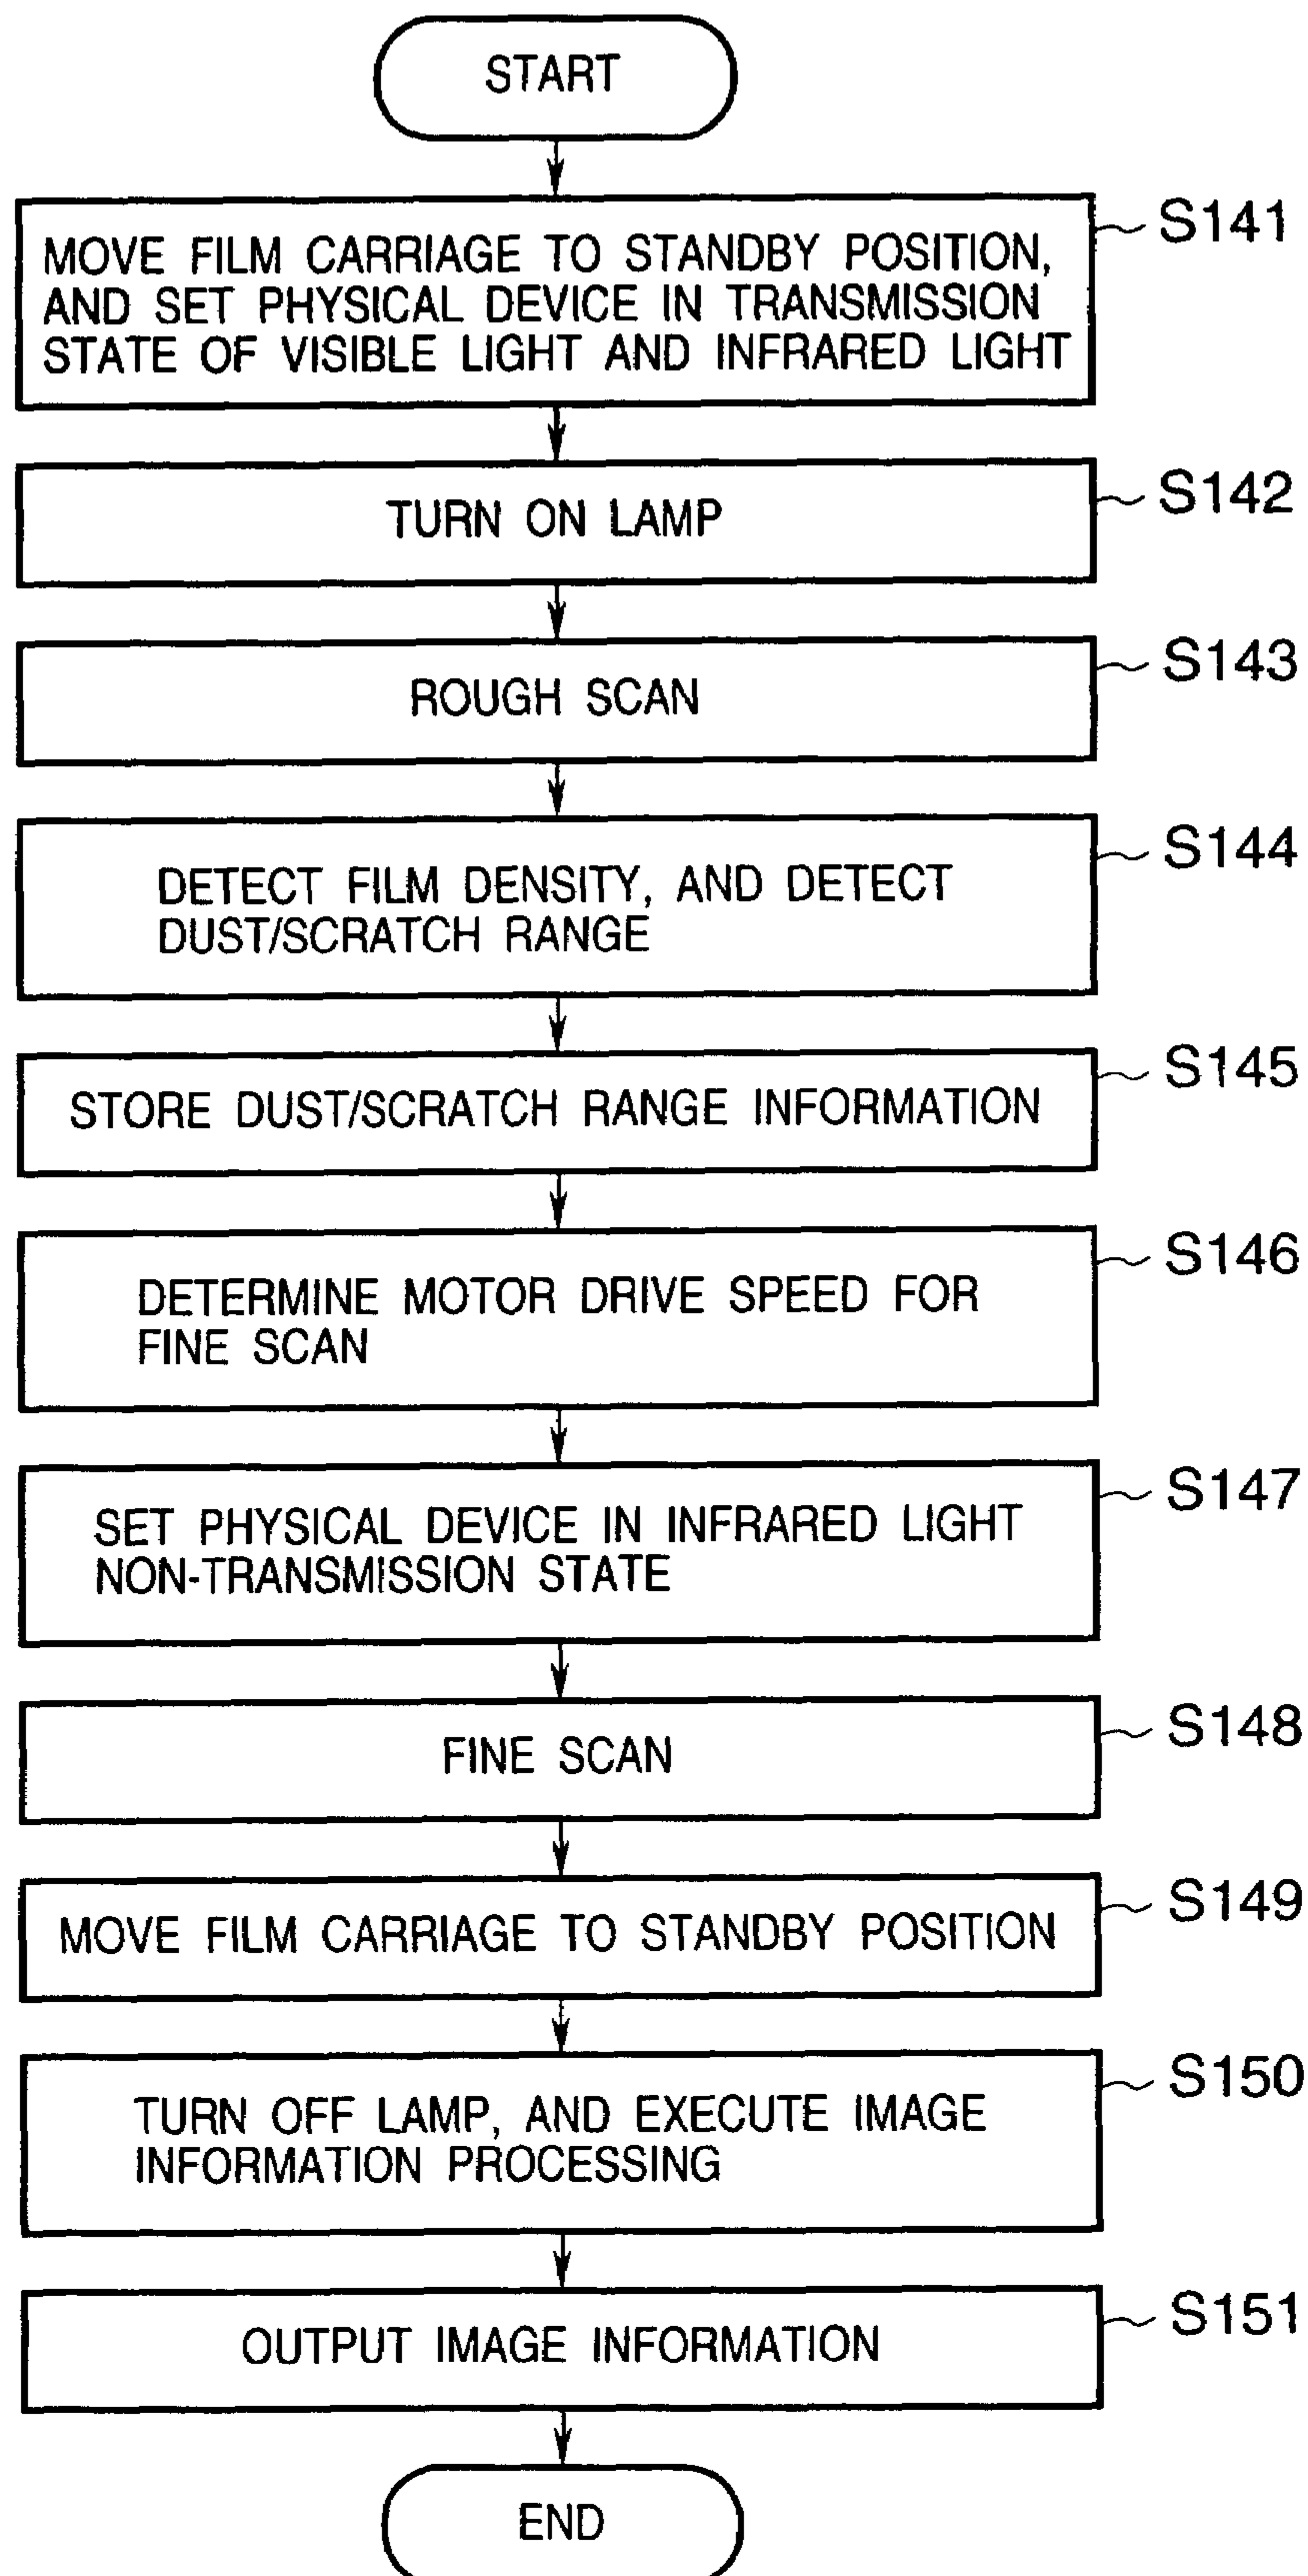 START
S141
MOVE FILM CARRIAGE TO STANDBY POSITION,
AND SET PHYSICAL DEVICE IN TRANSMISSION
STATE OF VISIBLE LIGHT AND INFRARED LIGHT
S142
TURN ON LAMP
S143
ROUGH SCAN
S144
DETECT FILM DENSITY, AND DETECT
DUST/SCRATCH RANGE
S145
STORE DUST/SCRATCH RANGE INFORMATION
S146
DETERMINE MOTOR DRIVE SPEED FOR
FINE SCAN
S147
SET PHYSICAL DEVICE IN INFRARED LIGHT
NON-TRANSMISSION STATE
S148
FINE SCAN
S149
MOVE FILM CARRIAGE TO STANDBY POSITION
S150
TURN OFF LAMP, AND EXECUTE IMAGE
INFORMATION PROCESSING
S151
OUTPUT IMAGE INFORMATION
END